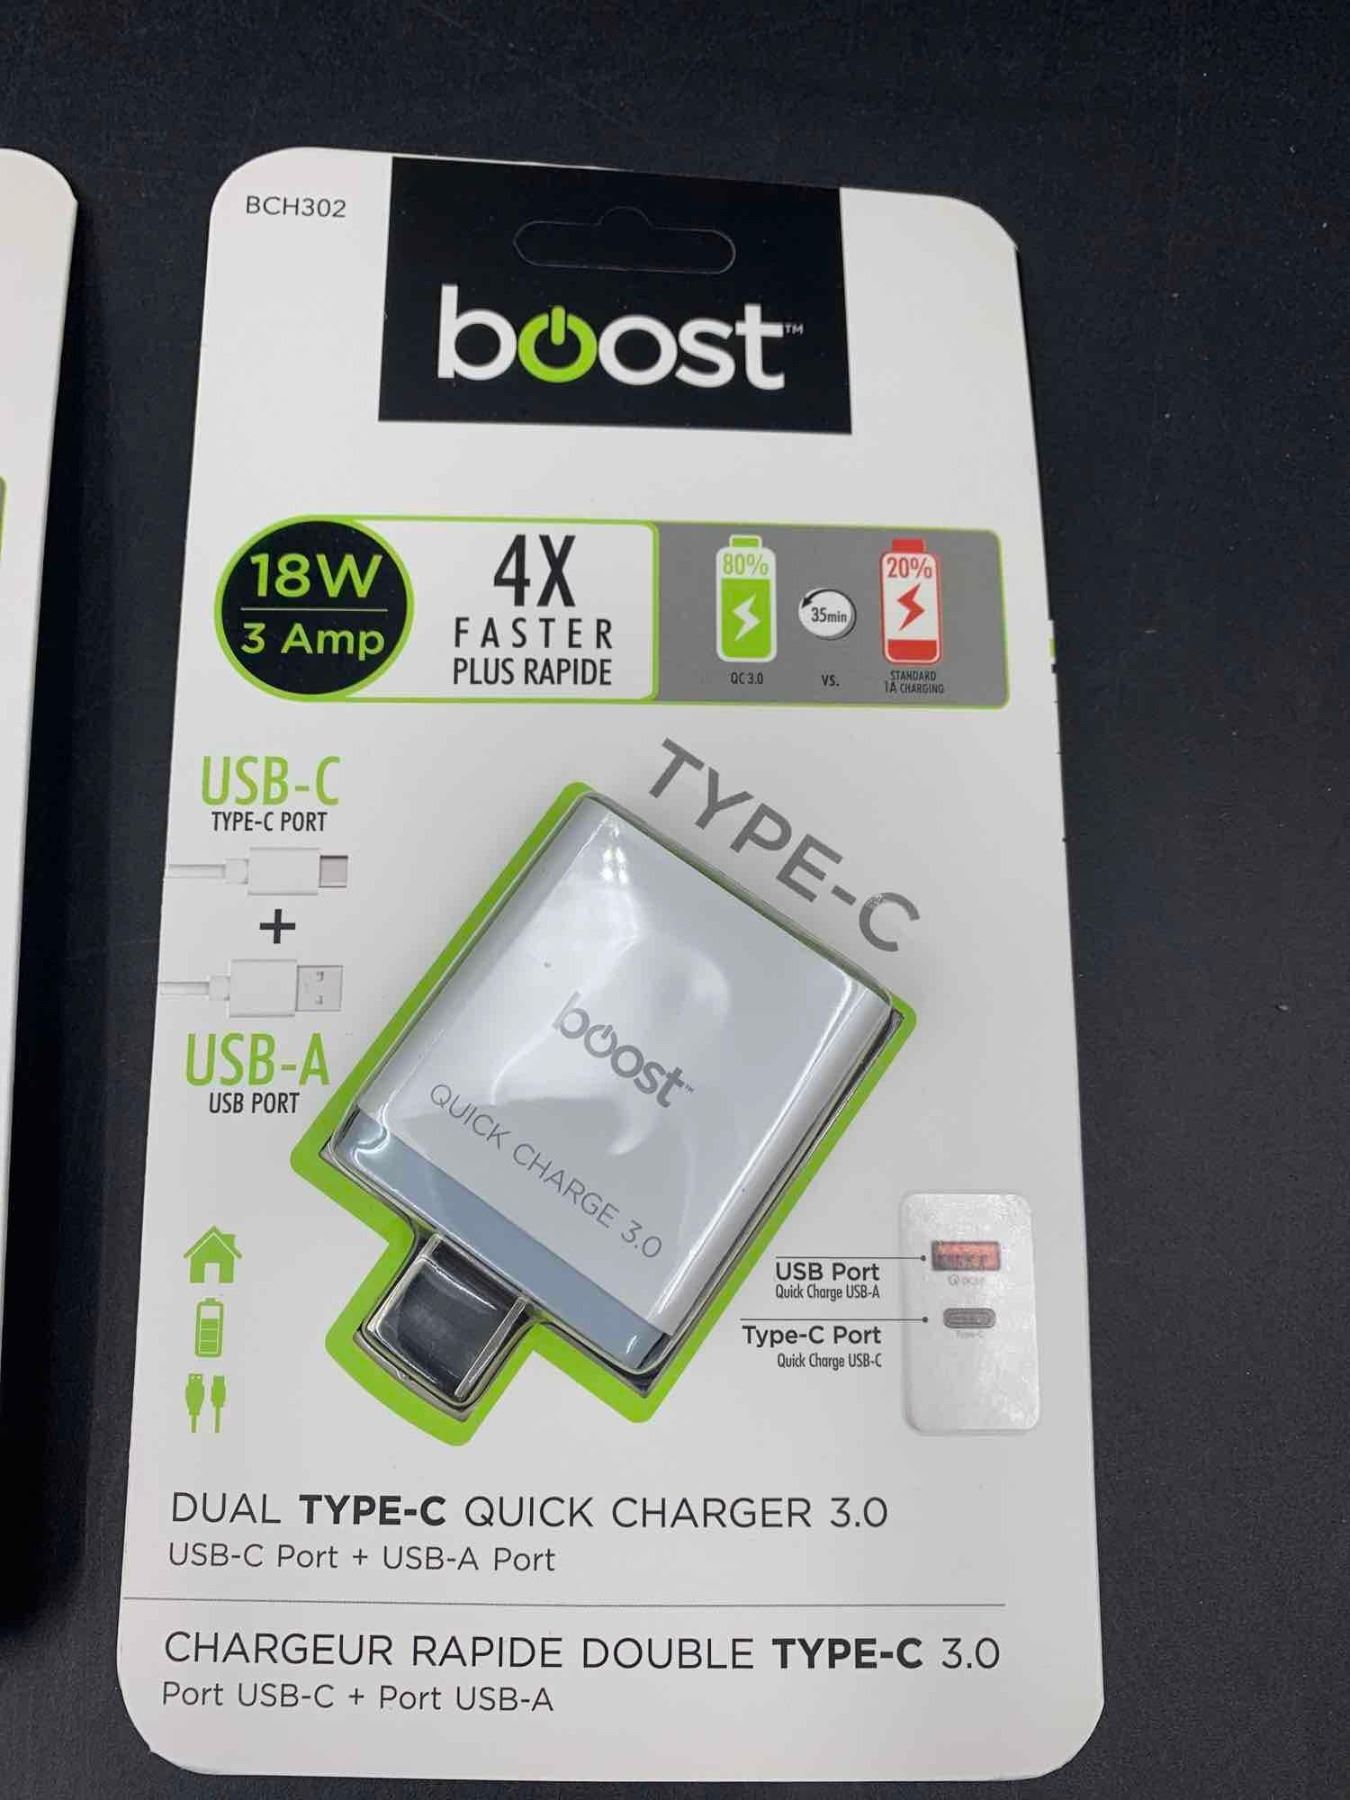 BCH302
boost™
18W
3 Amp
4X
FASTER
PLUS RAPIDE
80%
35min
20%
QC 3.0
VS.
STANDARD
1A CHARGING
TYPE-C
USB-C
TYPE-C PORT
+
USB-A
USB PORT
boost™
QUICK CHARGE 3.0
USB Port
Quick Charge USB-A
Type-C Port
Quick Charge USB-C
Type-C
DUAL TYPE-C QUICK CHARGER 3.0
USB-C Port + USB-A Port
CHARGEUR RAPIDE DOUBLE TYPE-C 3.0
Port USB-C + Port USB-A